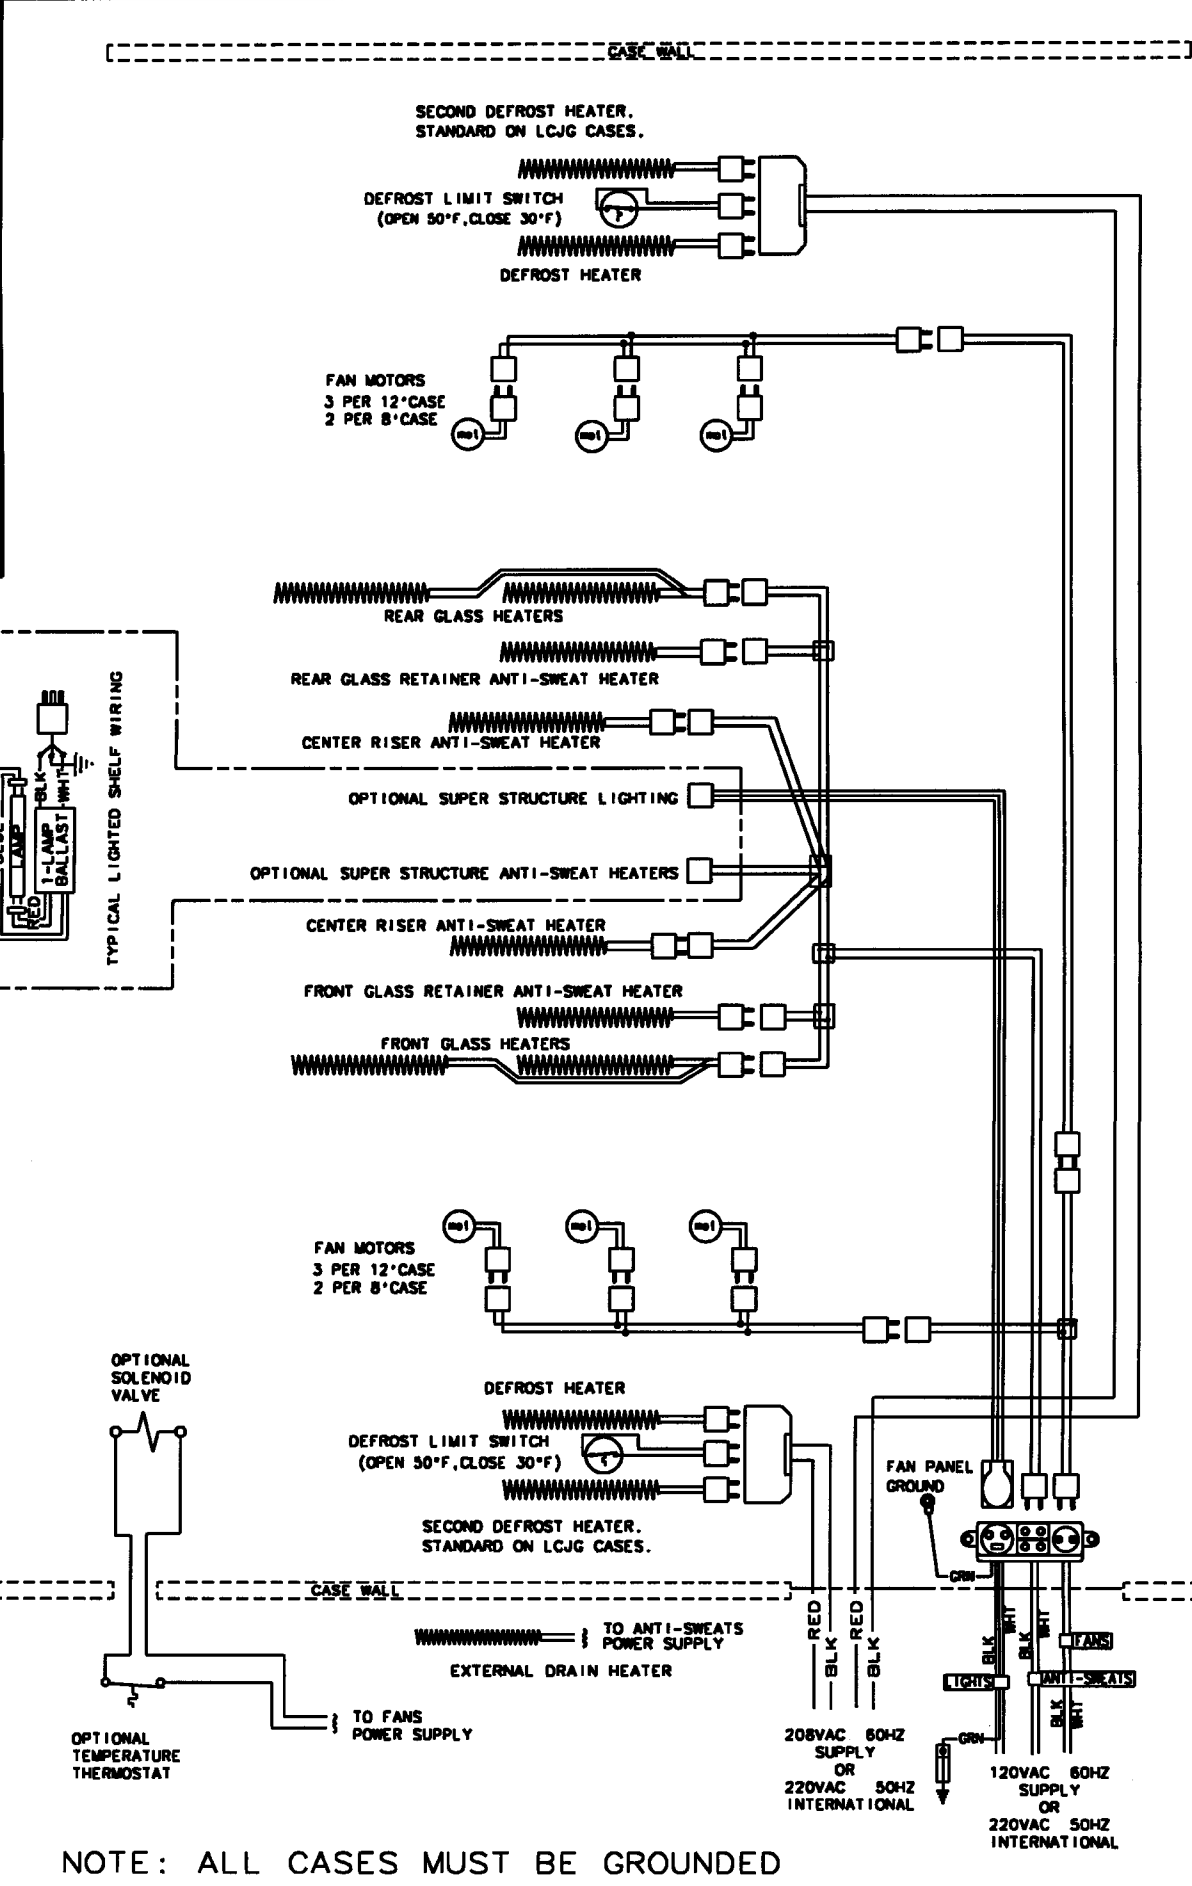 CASE WALL
SECOND DEFROST HEATER.
STANDARD ON LCJG CASES.
DEFROST LIMIT SWITCH
(OPEN 50°F,CLOSE 30°F)
DEFROST HEATER
FAN MOTORS
3 PER 12'CASE
2 PER 8'CASE
mot
mot
mot
REAR GLASS HEATERS
REAR GLASS RETAINER ANTI-SWEAT HEATER
CENTER RISER ANTI-SWEAT HEATER
OPTIONAL SUPER STRUCTURE LIGHTING
OPTIONAL SUPER STRUCTURE ANTI-SWEAT HEATERS
CENTER RISER ANTI-SWEAT HEATER
FRONT GLASS RETAINER ANTI-SWEAT HEATER
FRONT GLASS HEATERS
TYPICAL LIGHTED SHELF WIRING
BLK
WHT
LAMP
1-LAMP
BALLAST
RED
mot
mot
mot
FAN MOTORS
3 PER 12'CASE
2 PER 8'CASE
OPTIONAL
SOLENOID
VALVE
DEFROST HEATER
DEFROST LIMIT SWITCH
(OPEN 50°F,CLOSE 30°F)
SECOND DEFROST HEATER.
STANDARD ON LCJG CASES.
FAN PANEL
GROUND
GRN
CASE WALL
RED
BLK
RED
BLK
BLK
WHT
BLK
WHT
FANS
LIGHTS
ANTI-SWEATS
BLK
WHT
GRN
TO ANTI-SWEATS
POWER SUPPLY
EXTERNAL DRAIN HEATER
TO FANS
POWER SUPPLY
OPTIONAL
TEMPERATURE
THERMOSTAT
208VAC 60HZ
SUPPLY
OR
220VAC 50HZ
INTERNATIONAL
120VAC 60HZ
SUPPLY
OR
220VAC 50HZ
INTERNATIONAL
NOTE: ALL CASES MUST BE GROUNDED